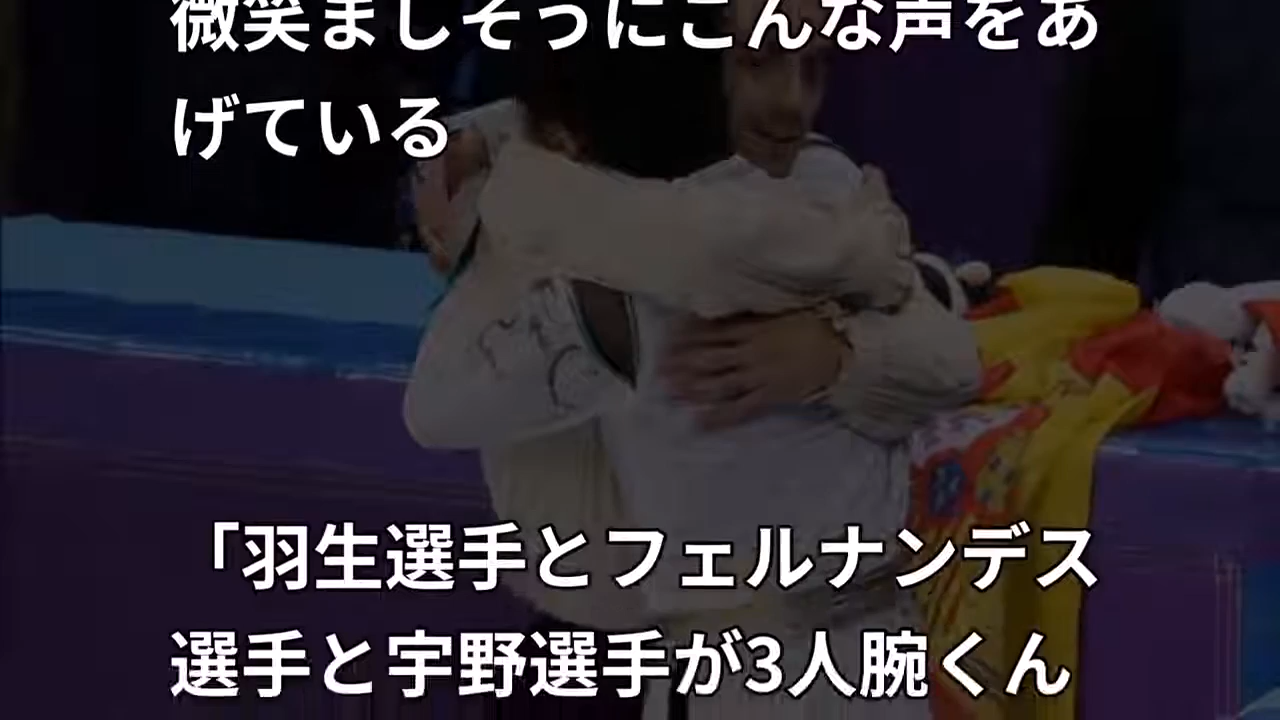 微笑ましそうにこんな声をあ
げている
「羽生選手とフェルナンデス
選手と宇野選手が3人腕くん